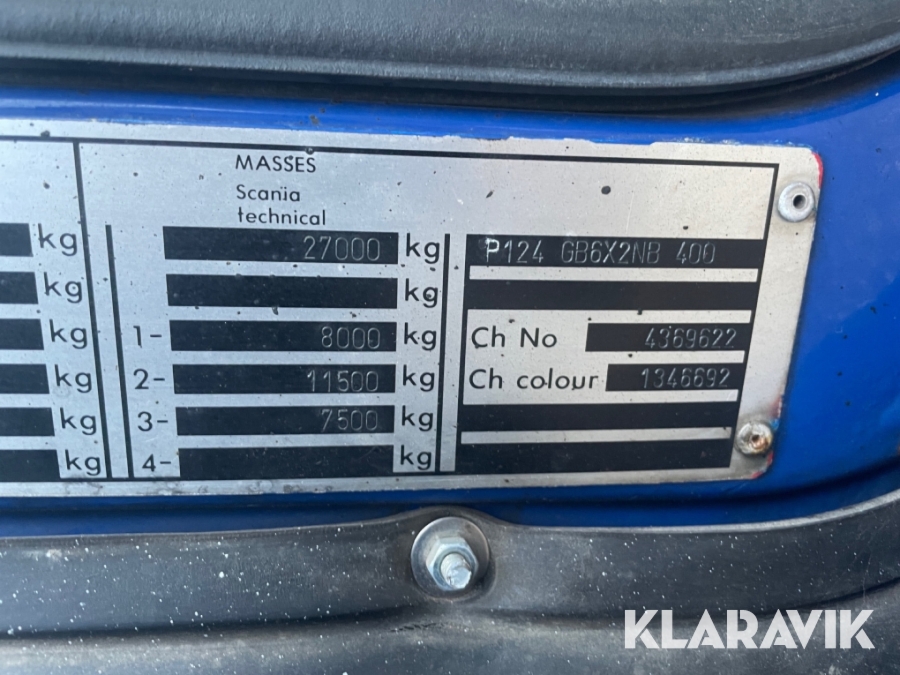 MASSES
Scania
technical
kg 27000 kg P124 GB6X2NB 400
kg kg
kg 1- 8000 kg Ch No 4369622
kg 2- 11500 kg Ch colour 1346692
kg 3- 7500 kg
kg 4- kg
KLARAVIK